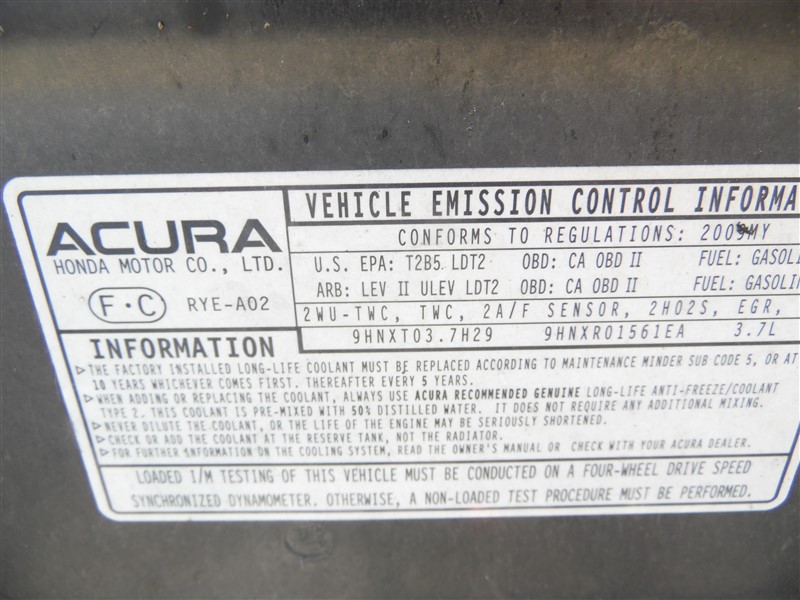 VEHICLE EMISSION CONTROL INFORMA
ACURA
HONDA MOTOR CO., LTD.
F·C RYE-A02
CONFORMS TO REGULATIONS: 2009MY
U.S. EPA: T2B5 LDT2 OBD: CA OBD II FUEL: GASOLI
ARB: LEV II ULEV LDT2 OBD: CA OBD II FUEL: GASOLIN
2WU-TWC, TWC, 2A/F SENSOR, 2HO2S, EGR,
9HNXT03.7H29 9HNXR01561EA 3.7L
INFORMATION
▷THE FACTORY INSTALLED LONG-LIFE COOLANT MUST BE REPLACED ACCORDING TO MAINTENANCE MINDER SUB CODE 5, OR AT
10 YEARS WHICHEVER COMES FIRST. THEREAFTER EVERY 5 YEARS.
▷WHEN ADDING OR REPLACING THE COOLANT, ALWAYS USE ACURA RECOMMENDED GENUINE LONG-LIFE ANTI-FREEZE/COOLANT
TYPE 2. THIS COOLANT IS PRE-MIXED WITH 50% DISTILLED WATER. IT DOES NOT REQUIRE ANY ADDITIONAL MIXING.
▷NEVER DILUTE THE COOLANT, OR THE LIFE OF THE ENGINE MAY BE SERIOUSLY SHORTENED.
▷CHECK OR ADD THE COOLANT AT THE RESERVE TANK, NOT THE RADIATOR.
▷FOR FURTHER INFORMATION ON THE COOLING SYSTEM, READ THE OWNER'S MANUAL OR CHECK WITH YOUR ACURA DEALER.
LOADED I/M TESTING OF THIS VEHICLE MUST BE CONDUCTED ON A FOUR-WHEEL DRIVE SPEED
SYNCHRONIZED DYNAMOMETER. OTHERWISE, A NON-LOADED TEST PROCEDURE MUST BE PERFORMED.